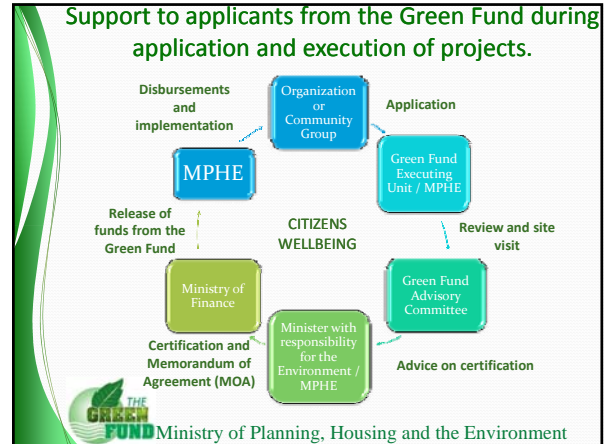 Support to applicants from the Green Fund during
application and execution of projects.
Disbursements
and
implementation
Organization
or
Community
Group
Application
MPHE
Green Fund
Executing
Unit / MPHE
Release of
funds from the
Green Fund
CITIZENS
WELLBEING
Review and site
visit
Ministry of
Finance
Green Fund
Advisory
Committee
Minister with
responsibility
for the
Environment /
MPHE
Certification and
Memorandum of
Agreement (MOA)
Advice on certification
THE
GREEN
FUND
Ministry of Planning, Housing and the Environment